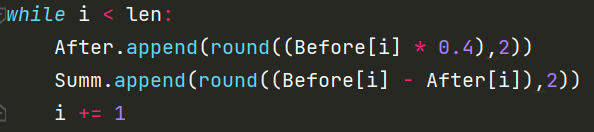 while i < len:
    After.append(round((Before[i] * 0.4),2))
    Summ.append(round((Before[i] - After[i]),2))
    i += 1